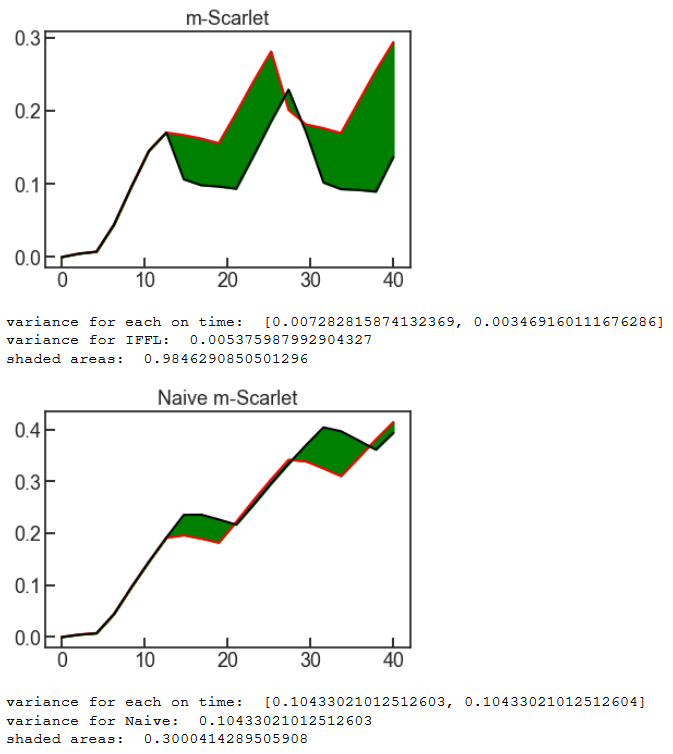 m-Scarlet
0.3
0.2
0.1
0.0
0 10 20 30 40
variance for each on time:  [0.007282815874132369, 0.003469160111676286]
variance for IFFL:  0.005375987992904327
shaded areas:  0.9846290850501296
Naive m-Scarlet
0.4
0.3
0.2
0.1
0.0
0 10 20 30 40
variance for each on time:  [0.10433021012512603, 0.10433021012512604]
variance for Naive:  0.10433021012512603
shaded areas:  0.3000414289505908